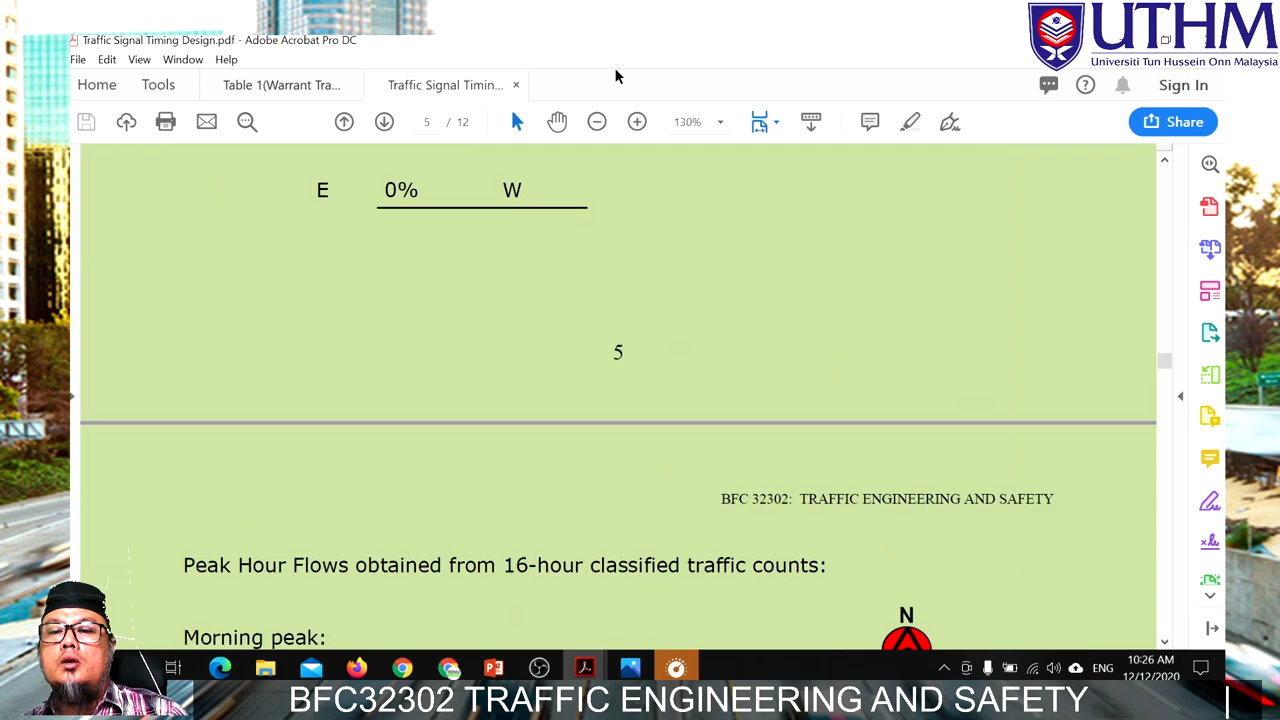 Traffic Signal Timing Design.pdf - Adobe Acrobat Pro DC
UTHM
Universiti Tun Hussein Onn Malaysia
File Edit View Window Help
Home Tools Table 1(Warrant Tra... Traffic Signal Timin... × Sign In
5 / 12 130% Share
E 0% W
5
BFC 32302: TRAFFIC ENGINEERING AND SAFETY
Peak Hour Flows obtained from 16-hour classified traffic counts:
N
Morning peak:
ENG 10:26 AM
12/12/2020
BFC32302 TRAFFIC ENGINEERING AND SAFETY